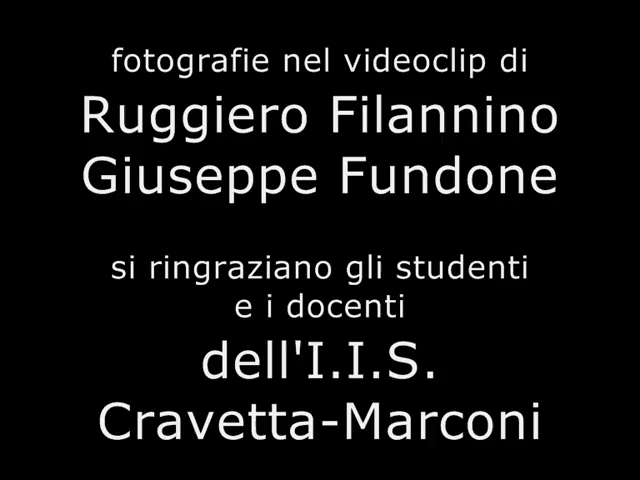 fotografie nel videoclip di
Ruggiero Filannino
Giuseppe Fundone
si ringraziano gli studenti
e i docenti
dell'I.I.S.
Cravetta-Marconi